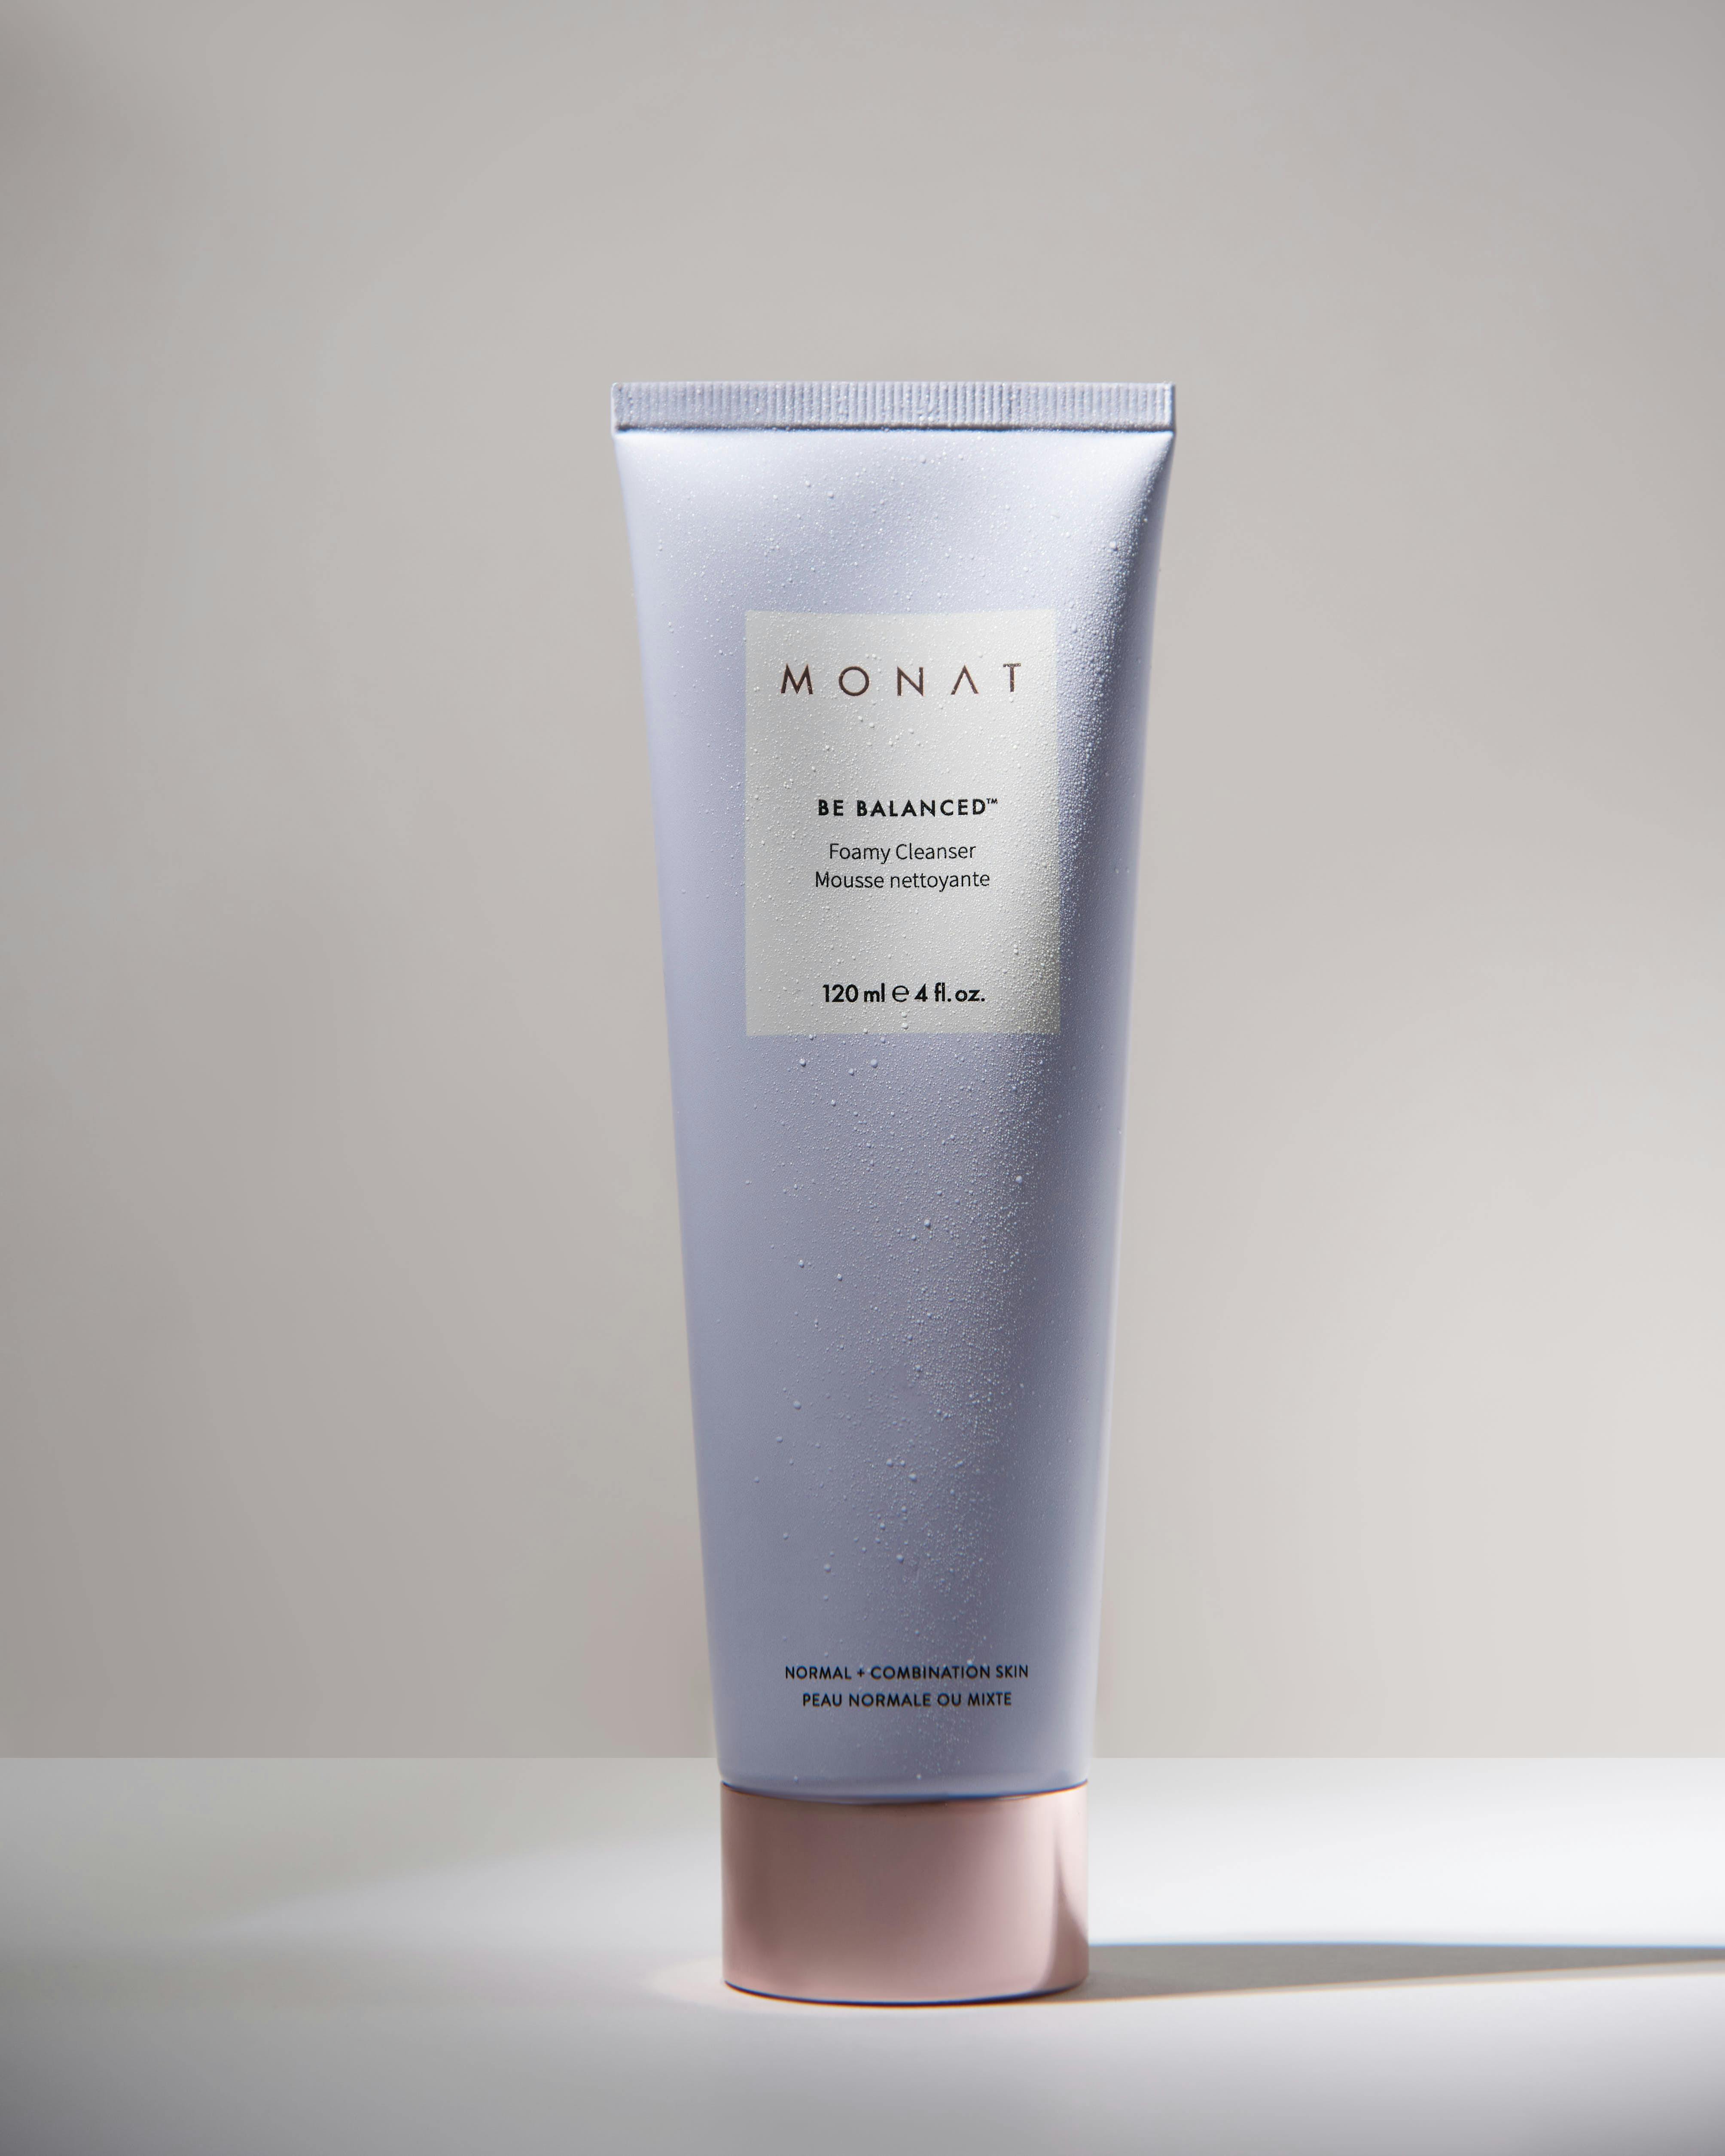 MONAT
BE BALANCED™
Foamy Cleanser
Mousse nettoyante
120 ml ℮ 4 fl. oz.
NORMAL + COMBINATION SKIN
PEAU NORMALE OU MIXTE